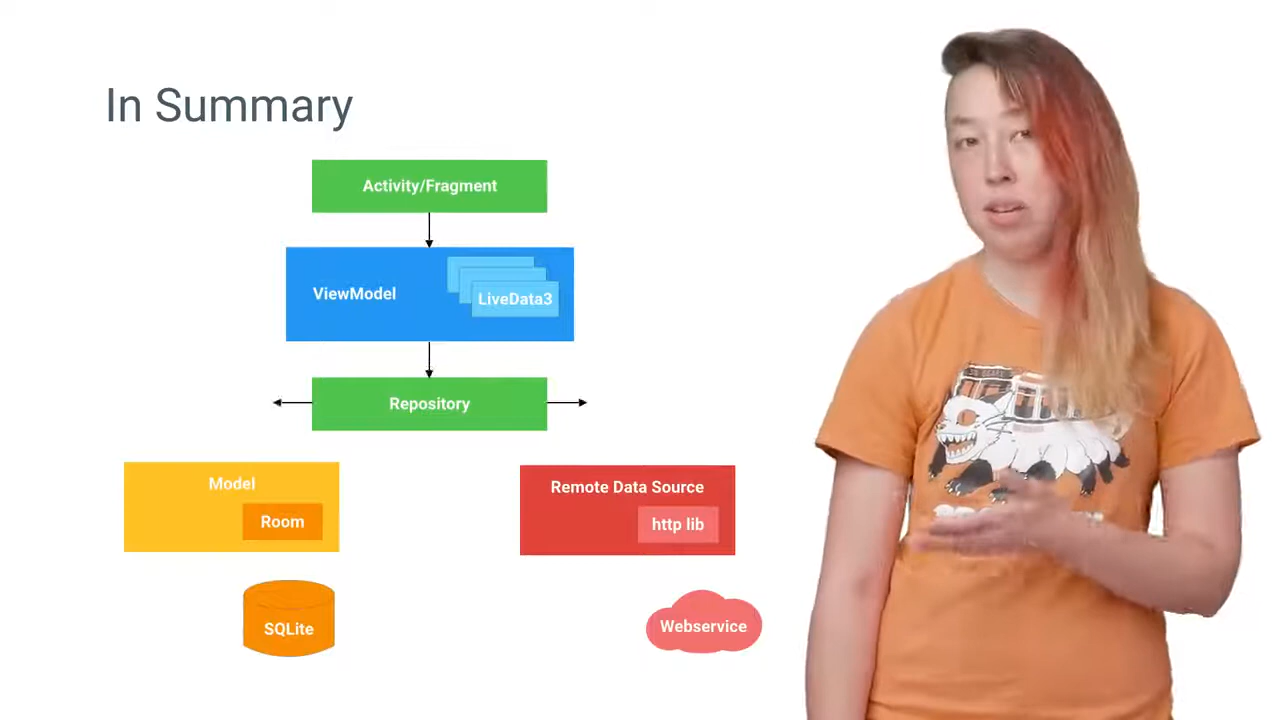 In Summary
Activity/Fragment
ViewModel
LiveData3
Repository
Model
Remote Data Source
Room
http lib
SQLite
Webservice